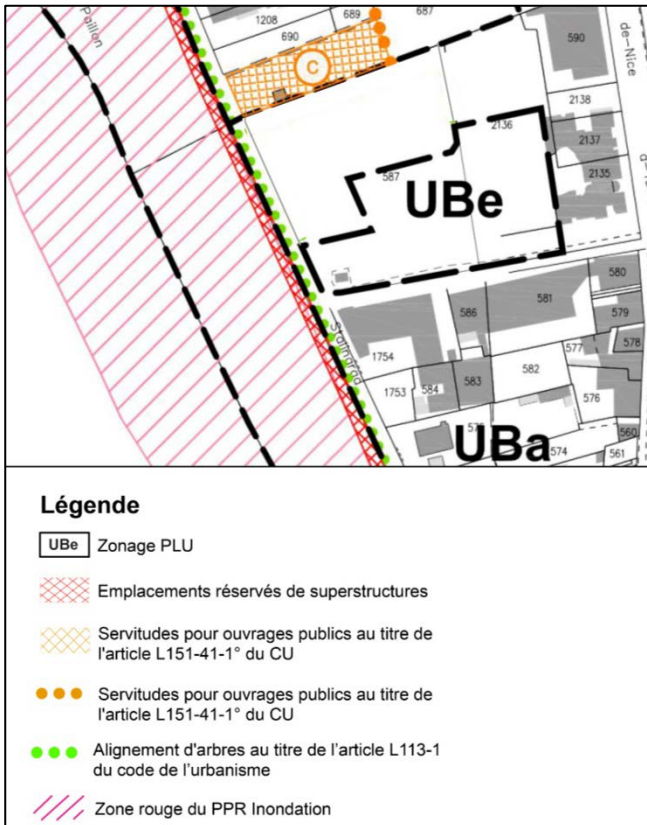 Paillon
1208
689
687
690
C
de-Nice
590
2138
2136
2137
587
2135
UBe
580
581
586
579
578
577
1754
Stalingrad
582
1753
584
583
576
UBa
560
574
561
Légende
UBe Zonage PLU
Emplacements réservés de superstructures
Servitudes pour ouvrages publics au titre de
l'article L151-41-1° du CU
Servitudes pour ouvrages publics au titre de
l'article L151-41-1° du CU
Alignement d'arbres au titre de l'article L113-1
du code de l'urbanisme
Zone rouge du PPR Inondation